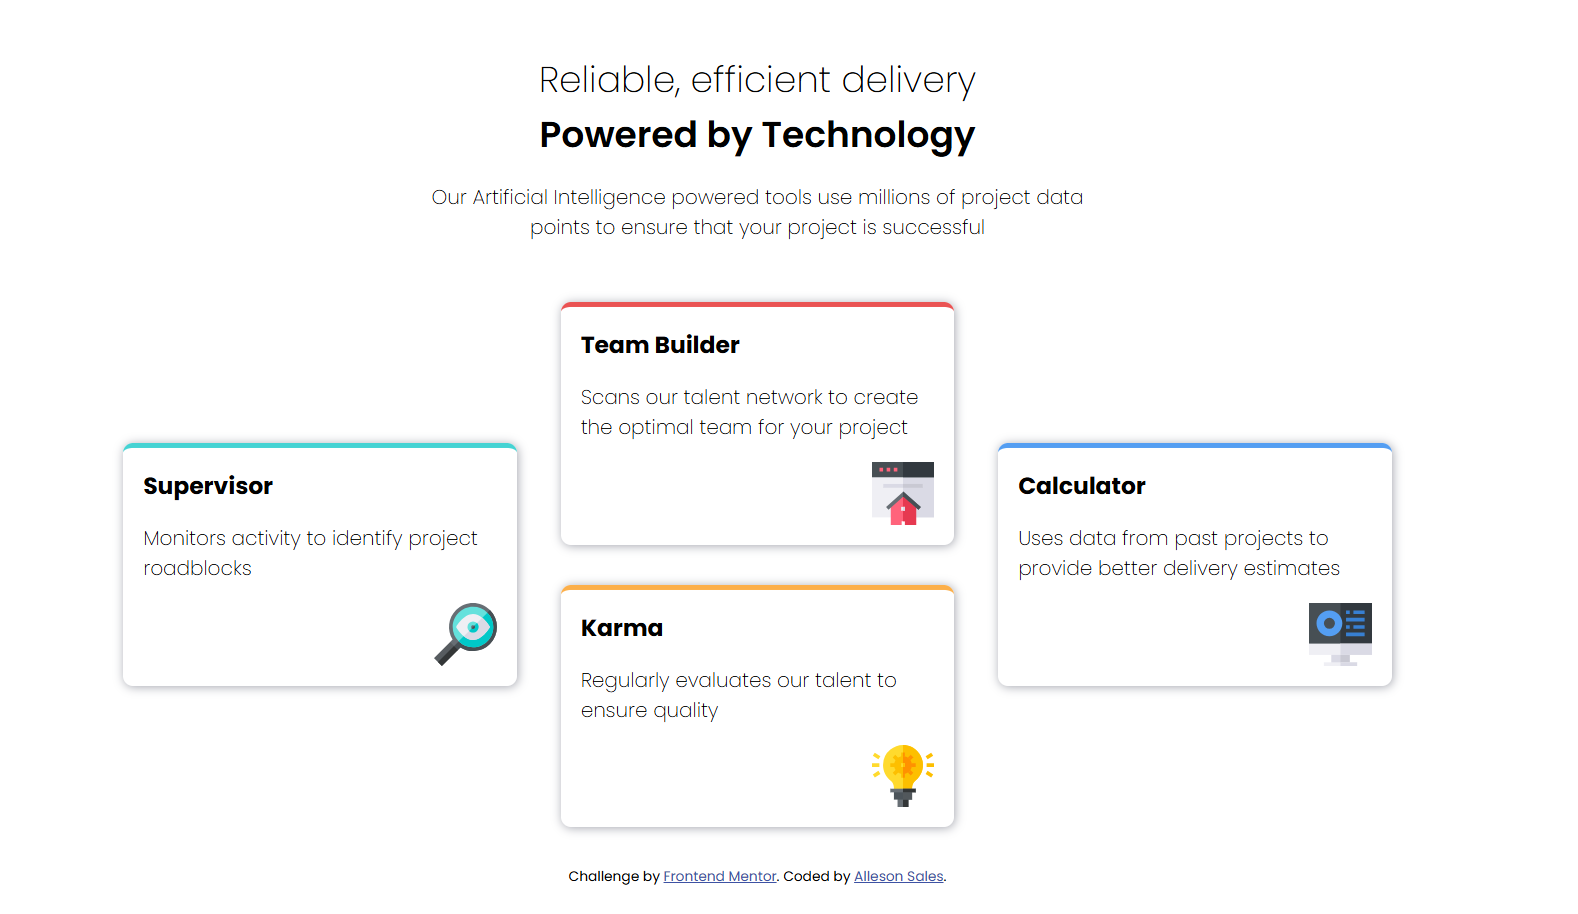 Reliable, efficient delivery
Powered by Technology
Our Artificial Intelligence powered tools use millions of project data
points to ensure that your project is successful
Supervisor
Monitors activity to identify project
roadblocks
Team Builder
Scans our talent network to create
the optimal team for your project
Karma
Regularly evaluates our talent to
ensure quality
Calculator
Uses data from past projects to
provide better delivery estimates
Challenge by Frontend Mentor. Coded by Alleson Sales.